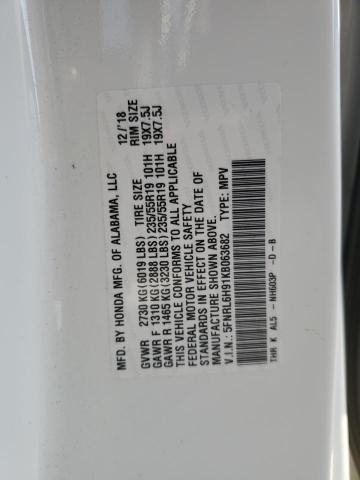 MFD. BY HONDA MFG. OF ALABAMA, LLC 12/'18
TIRE SIZE RIM SIZE
GVWR 2730 KG(6019 LBS)
GAWR F 1310 KG(2888 LBS) 235/55R19 101H 19X7.5J
GAWR R 1465 KG(3230 LBS) 235/55R19 101H 19X7.5J
THIS VEHICLE CONFORMS TO ALL APPLICABLE
FEDERAL MOTOR VEHICLE SAFETY
STANDARDS IN EFFECT ON THE DATE OF
MANUFACTURE SHOWN ABOVE.
V.I.N.: 5FNRL6H91KB063682 TYPE: MPV
THR K AL5 - NH603P -D-B